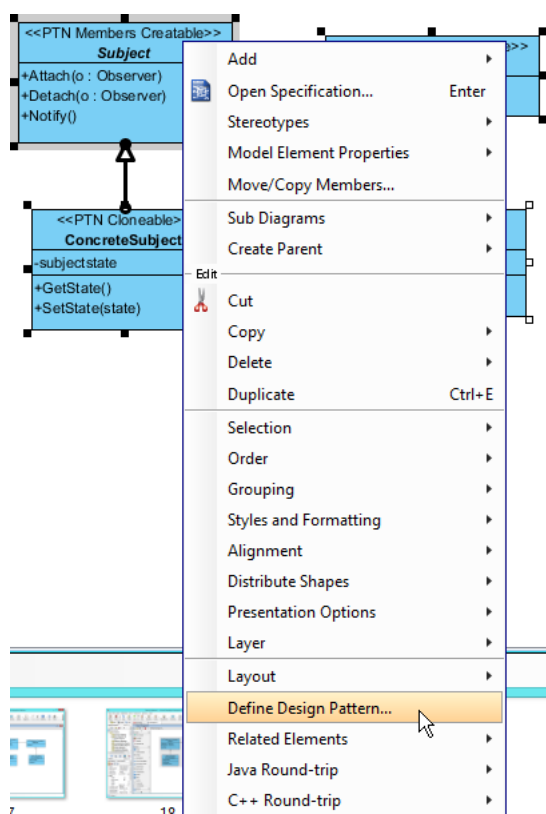 <<PTN Members Creatable>>
Subject
+Attach(o : Observer)
+Detach(o : Observer)
+Notify()
>>
<<PTN Cloneable>
ConcreteSubject
-subjectstate
+GetState()
+SetState(state)
Add
Open Specification... Enter
Stereotypes
Model Element Properties
Move/Copy Members...
Sub Diagrams
Create Parent
Edit
Cut
Copy
Delete
Duplicate Ctrl+E
Selection
Order
Grouping
Styles and Formatting
Alignment
Distribute Shapes
Presentation Options
Layer
Layout
Define Design Pattern...
Related Elements
Java Round-trip
C++ Round-trip
7
18